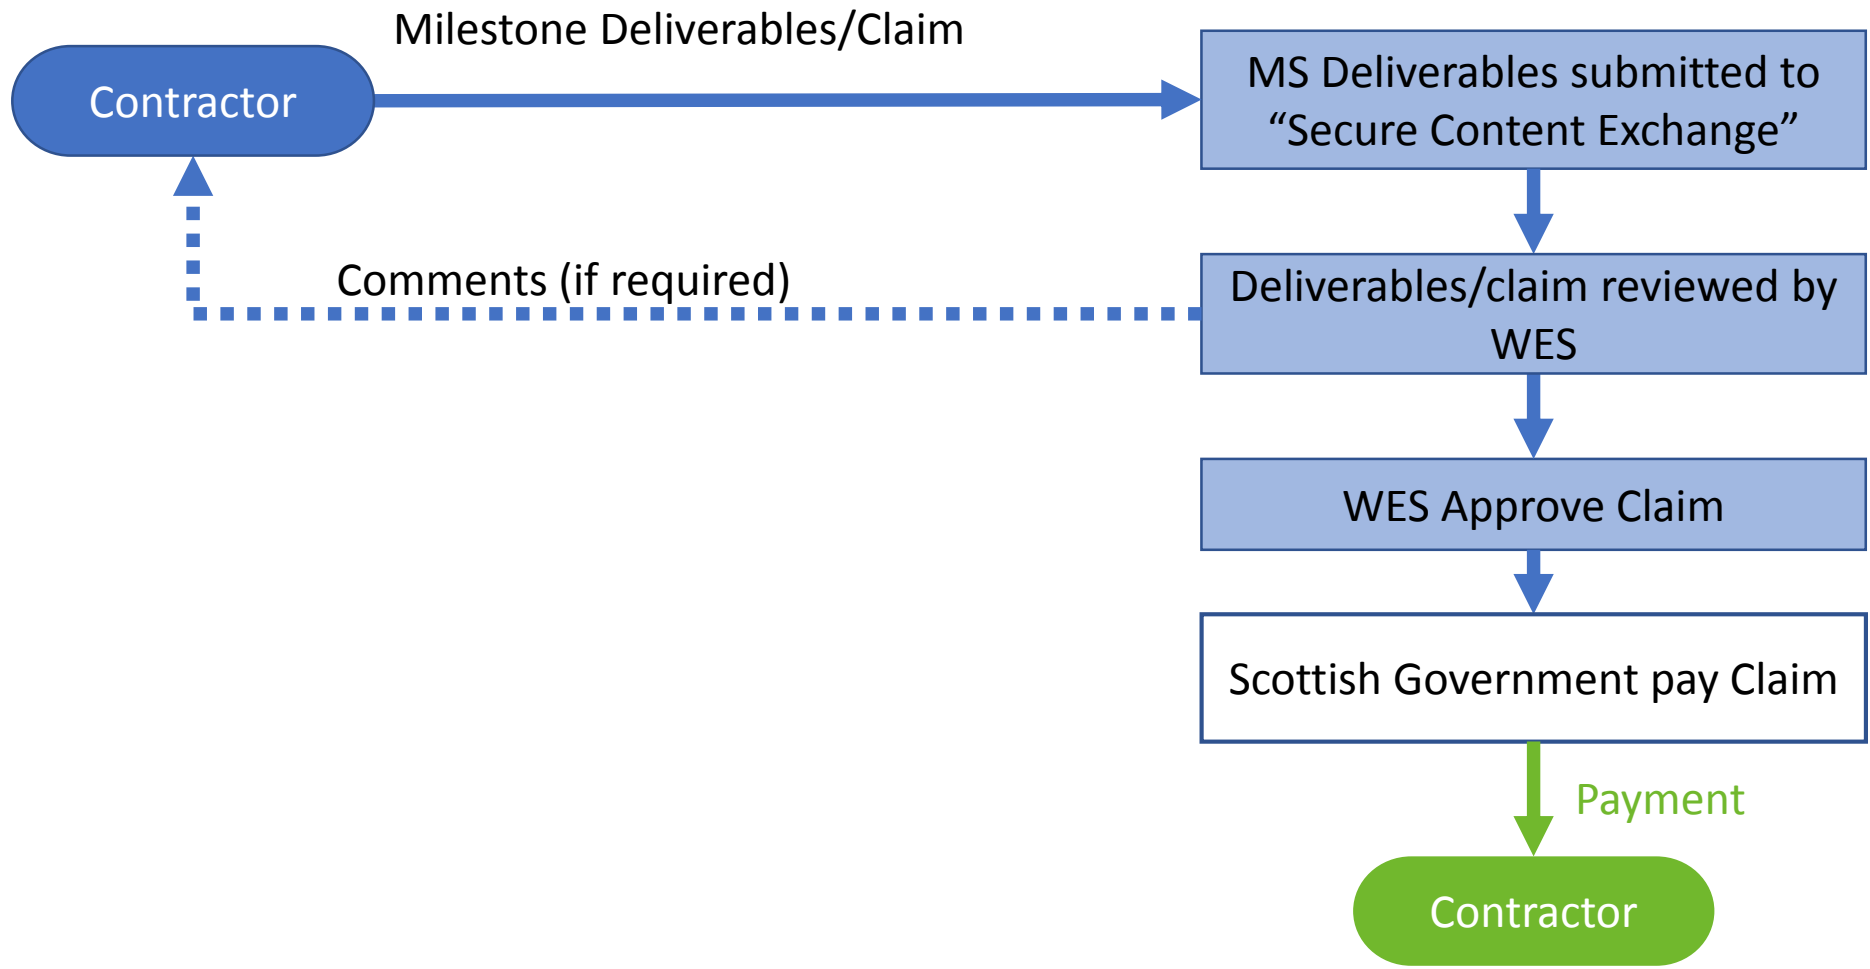 Milestone Deliverables/Claim
Contractor
MS Deliverables submitted to
“Secure Content Exchange”
Comments (if required)
Deliverables/claim reviewed by
WES
WES Approve Claim
Scottish Government pay Claim
Payment
Contractor